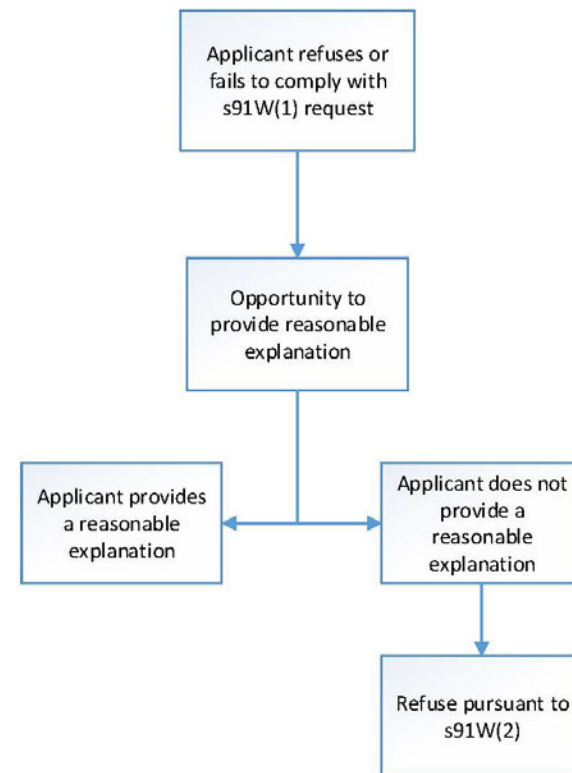 Applicant refuses or
fails to comply with
s91W(1) request
Opportunity to
provide reasonable
explanation
Applicant provides
a reasonable
explanation
Applicant does not
provide a
reasonable
explanation
Refuse pursuant to
s91W(2)